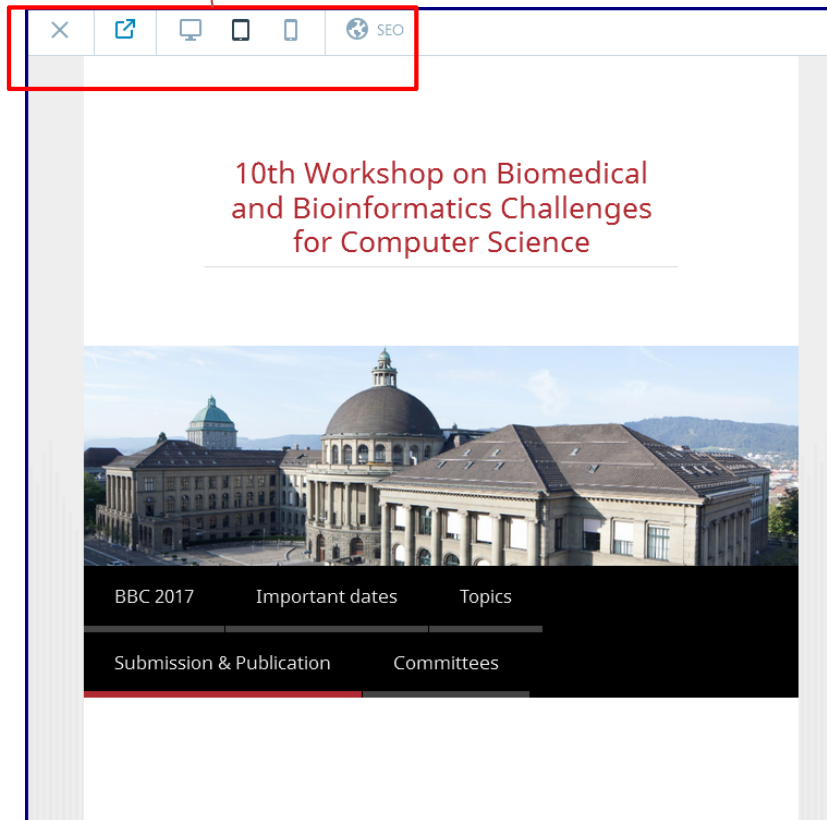 SEO
10th Workshop on Biomedical
and Bioinformatics Challenges
for Computer Science
BBC 2017 Important dates Topics
Submission & Publication Committees